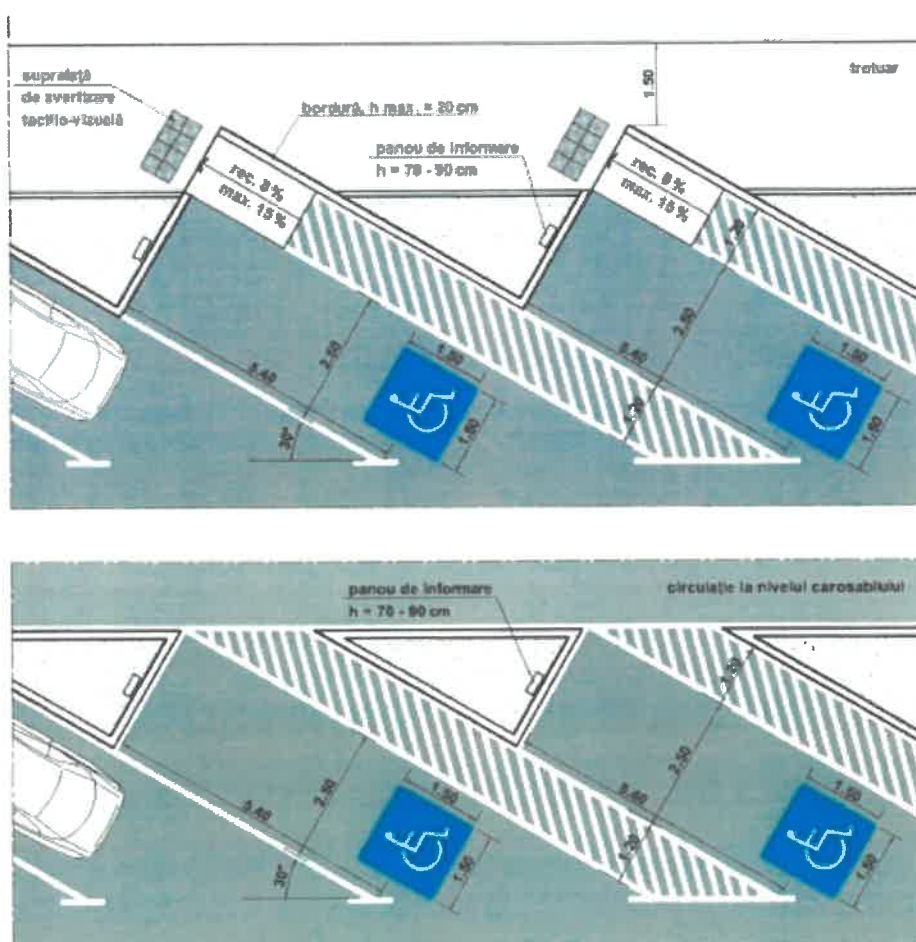 suprafață
de avertizare
tactilo-vizuală
bordură, h max. = 20 cm
panou de informare
h = 70 - 90 cm
1.50
trotuar
rec. 8 %
max. 15 %
rec. 8 %
max. 15 %
1.20
2.50
2.50
5.40
5.40
1.50
1.50
1.50
1.50
1.20
30°
panou de informare
h = 70 - 90 cm
circulație la nivelul carosabilului
1.20
2.50
2.50
5.40
5.40
1.50
1.50
1.50
1.50
1.20
30°